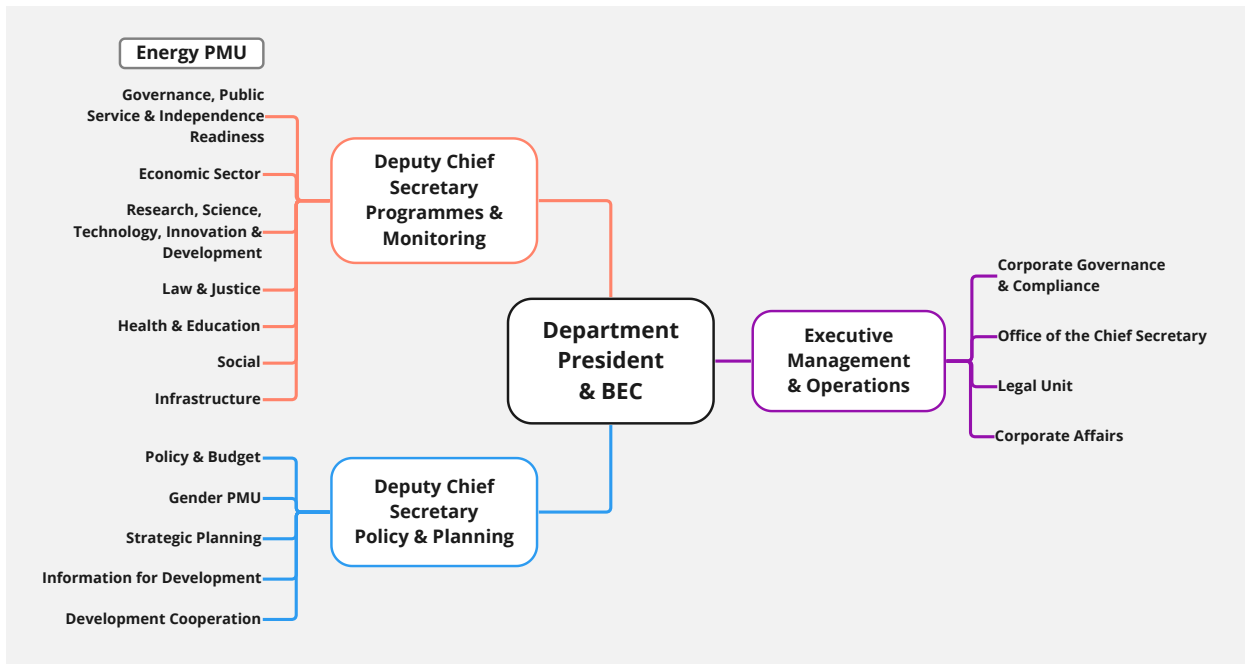 Energy PMU
Governance, Public
Service & Independence
Readiness
Economic Sector
Research, Science,
Technology, Innovation &
Development
Law & Justice
Health & Education
Social
Infrastructure
Deputy Chief
Secretary
Programmes &
Monitoring
Policy & Budget
Gender PMU
Strategic Planning
Information for Development
Development Cooperation
Deputy Chief
Secretary
Policy & Planning
Department
President
& BEC
Executive
Management
& Operations
Corporate Governance
& Compliance
Office of the Chief Secretary
Legal Unit
Corporate Affairs